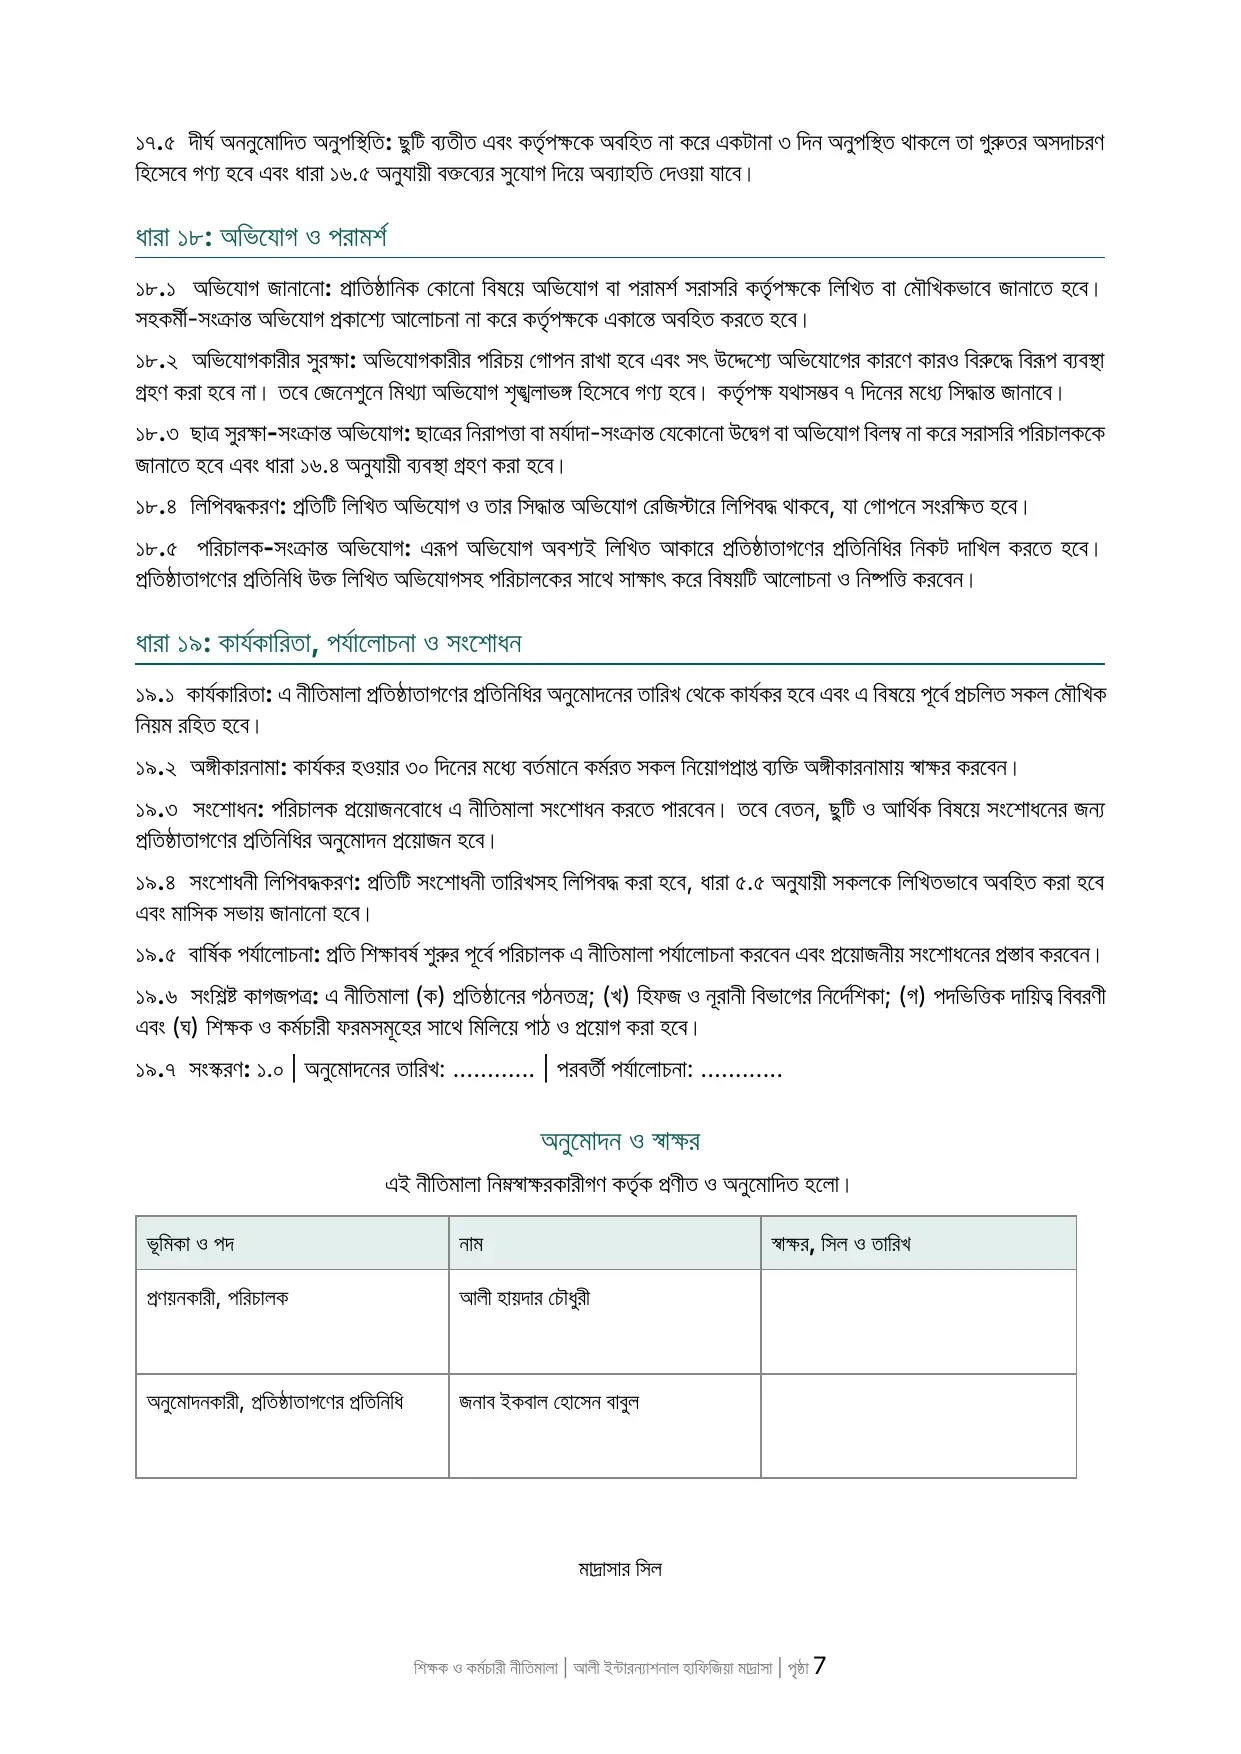 ১৭.৫ দীর্ঘ অননুমোদিত অনুপস্থিতি: ছুটি ব্যতীত এবং কর্তৃপক্ষকে অবহিত না করে একটানা ৩ দিন অনুপস্থিত থাকলে তা গুরুতর অসদাচরণ
হিসেবে গণ্য হবে এবং ধারা ১৬.৫ অনুযায়ী বক্তব্যের সুযোগ দিয়ে অব্যাহতি দেওয়া যাবে।
ধারা ১৮: অভিযোগ ও পরামর্শ
১৮.১ অভিযোগ জানানো: প্রাতিষ্ঠানিক কোনো বিষয়ে অভিযোগ বা পরামর্শ সরাসরি কর্তৃপক্ষকে লিখিত বা মৌখিকভাবে জানাতে হবে।
সহকর্মী-সংক্রান্ত অভিযোগ প্রকাশ্যে আলোচনা না করে কর্তৃপক্ষকে একান্তে অবহিত করতে হবে।
১৮.২ অভিযোগকারীর সুরক্ষা: অভিযোগকারীর পরিচয় গোপন রাখা হবে এবং সৎ উদ্দেশ্যে অভিযোগের কারণে কারও বিরুদ্ধে বিরূপ ব্যবস্থা
গ্রহণ করা হবে না। তবে জেনেশুনে মিথ্যা অভিযোগ শৃঙ্খলাভঙ্গ হিসেবে গণ্য হবে। কর্তৃপক্ষ যথাসম্ভব ৭ দিনের মধ্যে সিদ্ধান্ত জানাবে।
১৮.৩ ছাত্র সুরক্ষা-সংক্রান্ত অভিযোগ: ছাত্রের নিরাপত্তা বা মর্যাদা-সংক্রান্ত যেকোনো উদ্বেগ বা অভিযোগ বিলম্ব না করে সরাসরি পরিচালককে
জানাতে হবে এবং ধারা ১৬.৪ অনুযায়ী ব্যবস্থা গ্রহণ করা হবে।
১৮.৪ লিপিবদ্ধকরণ: প্রতিটি লিখিত অভিযোগ ও তার সিদ্ধান্ত অভিযোগ রেজিস্টারে লিপিবদ্ধ থাকবে, যা গোপনে সংরক্ষিত হবে।
১৮.৫ পরিচালক-সংক্রান্ত অভিযোগ: এরূপ অভিযোগ অবশ্যই লিখিত আকারে প্রতিষ্ঠাতাগণের প্রতিনিধির নিকট দাখিল করতে হবে।
প্রতিষ্ঠাতাগণের প্রতিনিধি উক্ত লিখিত অভিযোগসহ পরিচালকের সাথে সাক্ষাৎ করে বিষয়টি আলোচনা ও নিষ্পত্তি করবেন।
ধারা ১৯: কার্যকারিতা, পর্যালোচনা ও সংশোধন
১৯.১ কার্যকারিতা: এ নীতিমালা প্রতিষ্ঠাতাগণের প্রতিনিধির অনুমোদনের তারিখ থেকে কার্যকর হবে এবং এ বিষয়ে পূর্বে প্রচলিত সকল মৌখিক
নিয়ম রহিত হবে।
১৯.২ অঙ্গীকারনামা: কার্যকর হওয়ার ৩০ দিনের মধ্যে বর্তমানে কর্মরত সকল নিয়োগপ্রাপ্ত ব্যক্তি অঙ্গীকারনামায় স্বাক্ষর করবেন।
১৯.৩ সংশোধন: পরিচালক প্রয়োজনবোধে এ নীতিমালা সংশোধন করতে পারবেন। তবে বেতন, ছুটি ও আর্থিক বিষয়ে সংশোধনের জন্য
প্রতিষ্ঠাতাগণের প্রতিনিধির অনুমোদন প্রয়োজন হবে।
১৯.৪ সংশোধনী লিপিবদ্ধকরণ: প্রতিটি সংশোধনী তারিখসহ লিপিবদ্ধ করা হবে, ধারা ৫.৫ অনুযায়ী সকলকে লিখিতভাবে অবহিত করা হবে
এবং মাসিক সভায় জানানো হবে।
১৯.৫ বার্ষিক পর্যালোচনা: প্রতি শিক্ষাবর্ষ শুরুর পূর্বে পরিচালক এ নীতিমালা পর্যালোচনা করবেন এবং প্রয়োজনীয় সংশোধনের প্রস্তাব করবেন।
১৯.৬ সংশ্লিষ্ট কাগজপত্র: এ নীতিমালা (ক) প্রতিষ্ঠানের গঠনতন্ত্র; (খ) হিফজ ও নূরানী বিভাগের নির্দেশিকা; (গ) পদভিত্তিক দায়িত্ব বিবরণী
এবং (ঘ) শিক্ষক ও কর্মচারী ফরমসমূহের সাথে মিলিয়ে পাঠ ও প্রয়োগ করা হবে।
১৯.৭ সংস্করণ: ১.০ | অনুমোদনের তারিখ: ............ | পরবর্তী পর্যালোচনা: ............
অনুমোদন ও স্বাক্ষর
এই নীতিমালা নিম্নস্বাক্ষরকারীগণ কর্তৃক প্রণীত ও অনুমোদিত হলো।
ভূমিকা ও পদ নাম স্বাক্ষর, সিল ও তারিখ
প্রণয়নকারী, পরিচালক আলী হায়দার চৌধুরী
অনুমোদনকারী, প্রতিষ্ঠাতাগণের প্রতিনিধি জনাব ইকবাল হোসেন বাবুল
মাদ্রাসার সিল
শিক্ষক ও কর্মচারী নীতিমালা | আলী ইন্টারন্যাশনাল হাফিজিয়া মাদ্রাসা | পৃষ্ঠা 7